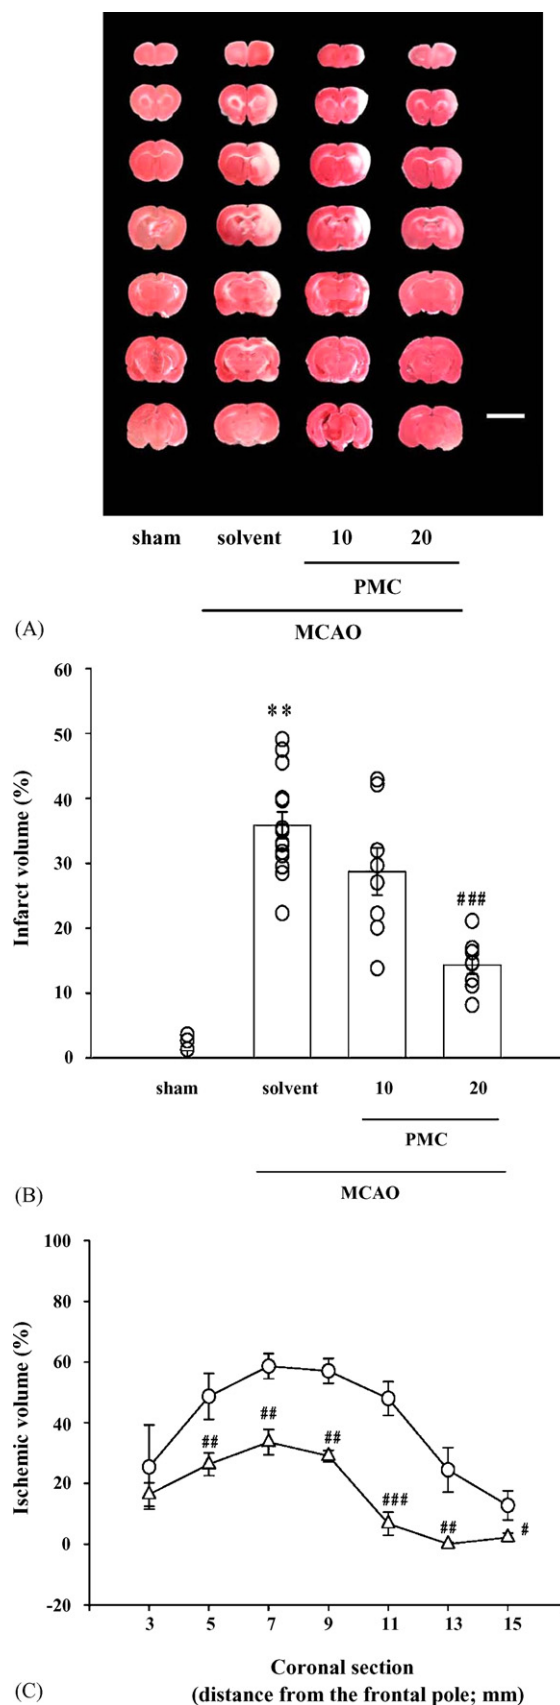 sham solvent 10 20
PMC
(A) MCAO
60
50
40
30
20
10
0
Infarct volume (%)
**
###
sham solvent 10 20
PMC
MCAO
(B)
100
80
60
40
20
0
-20
Ischemic volume (%)
##
##
##
###
##
#
3 5 7 9 11 13 15
Coronal section
(C) (distance from the frontal pole; mm)